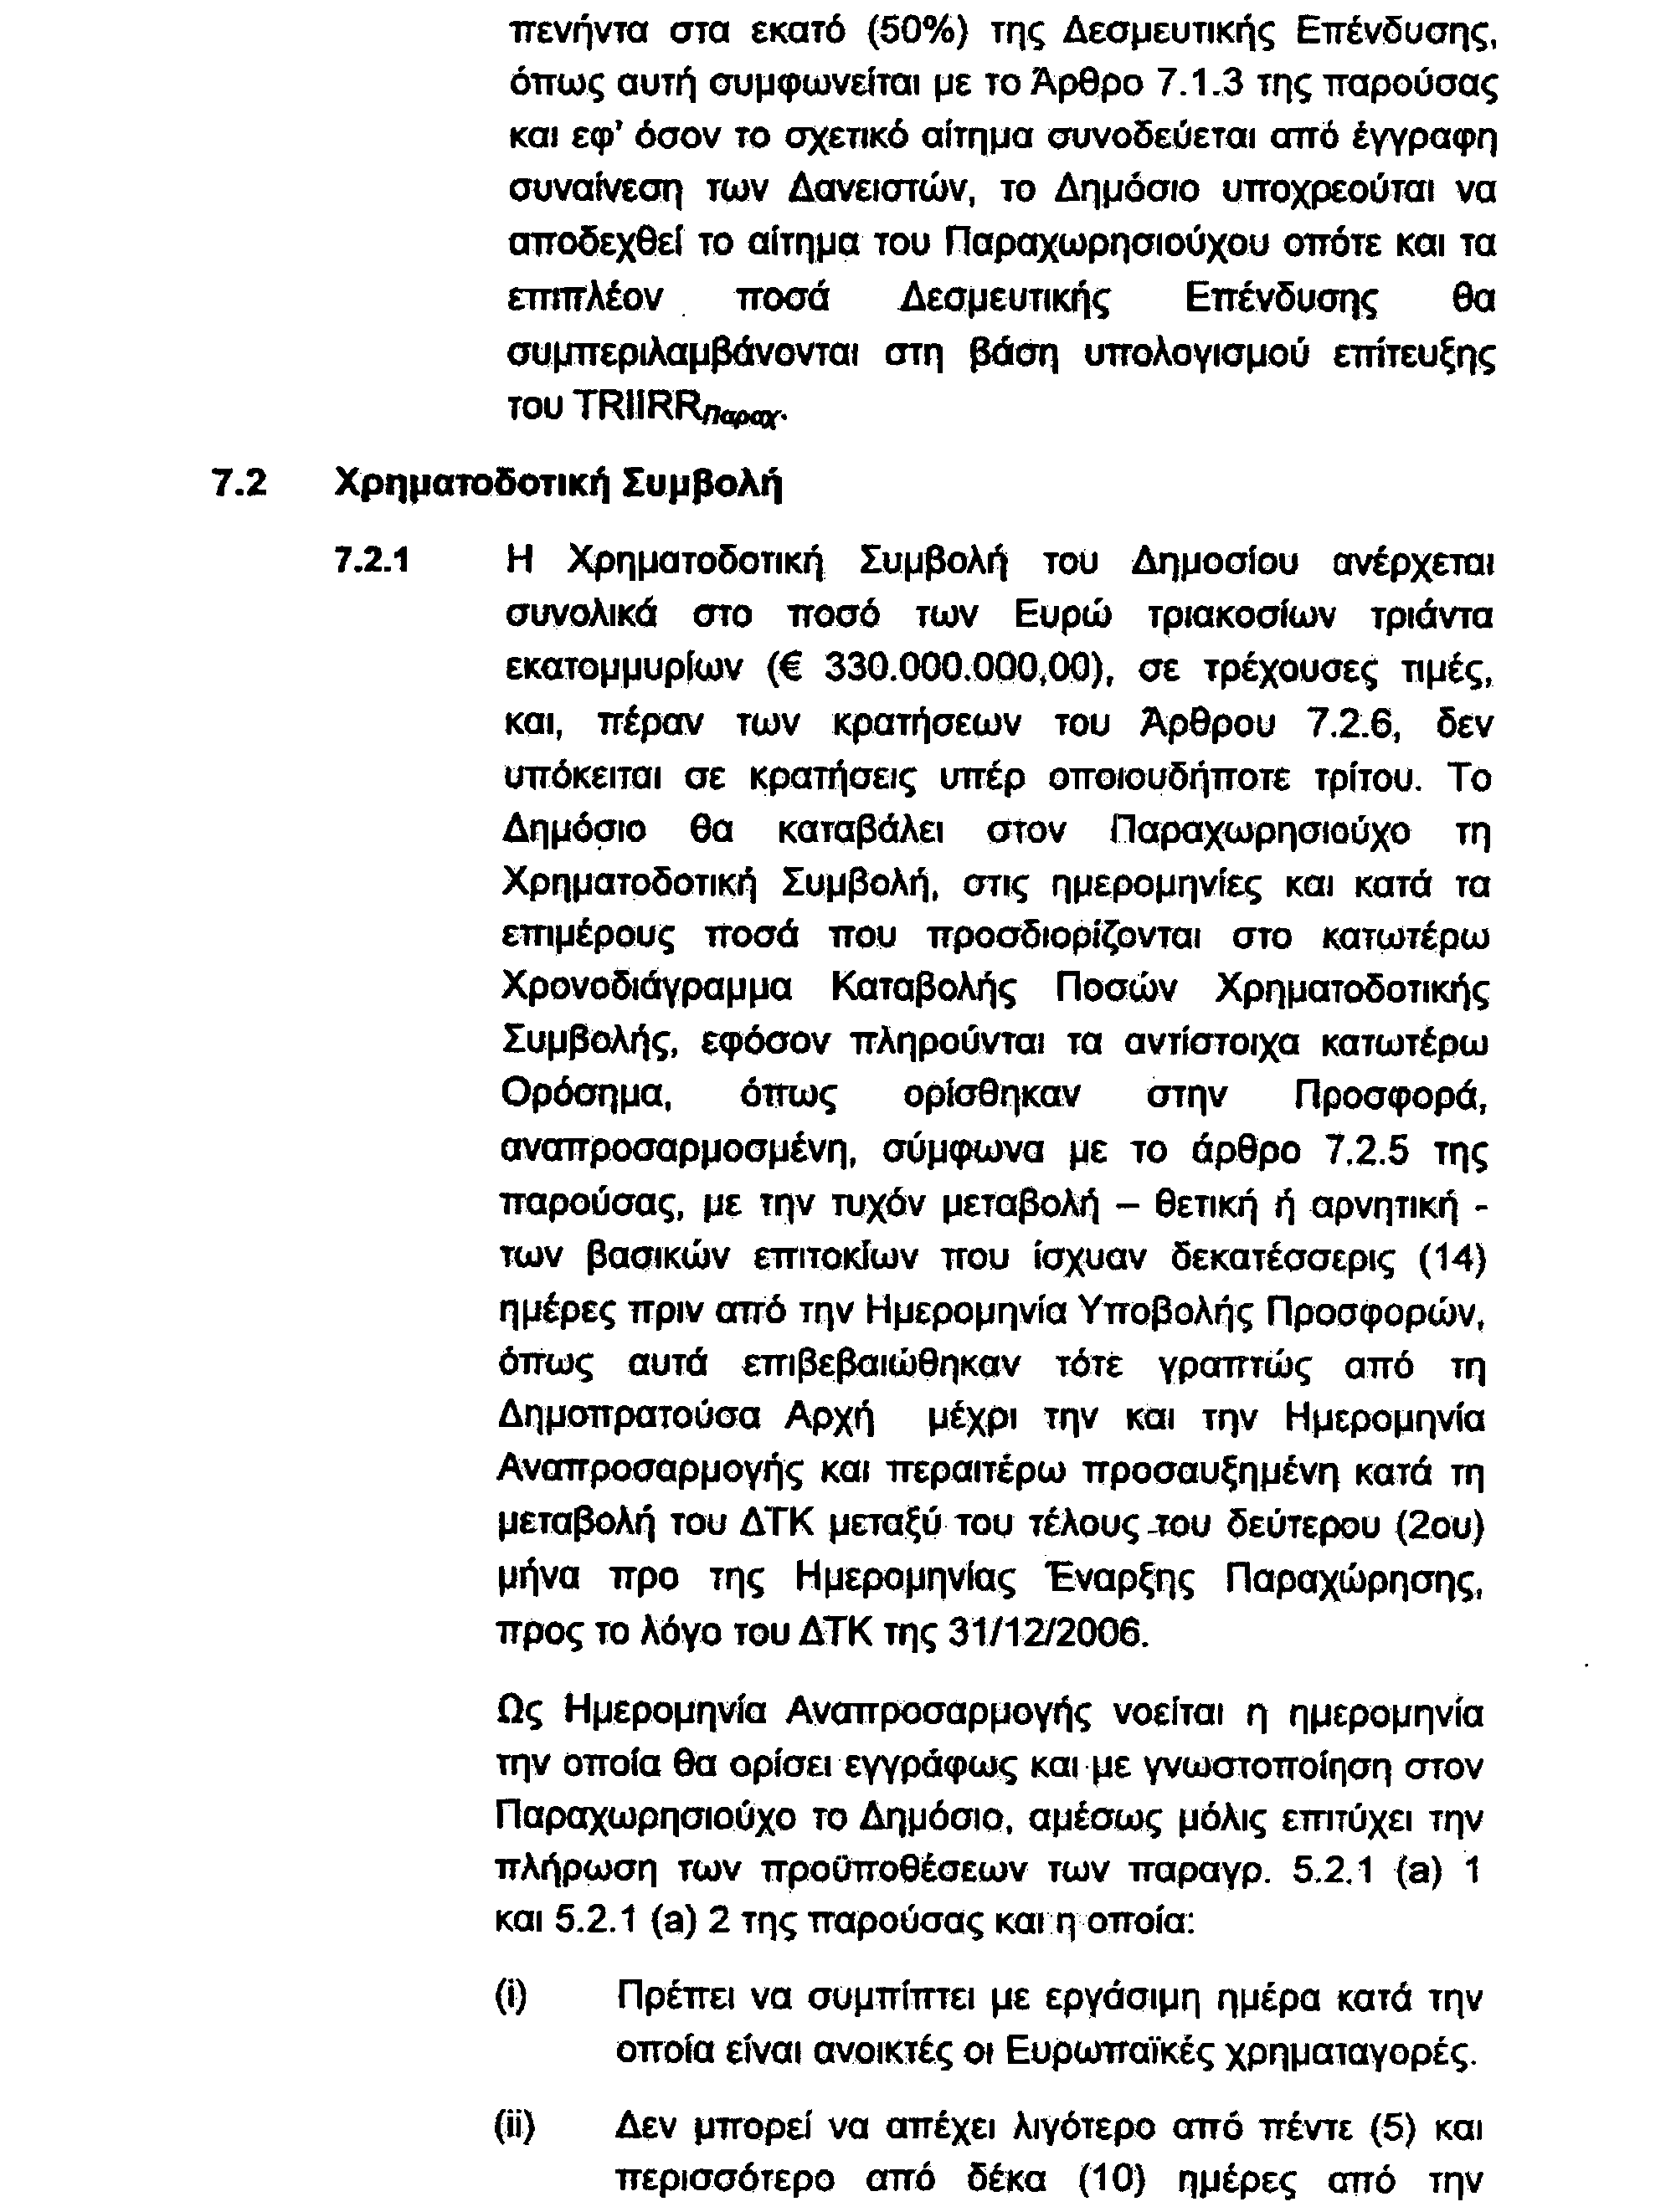 πενήντα στα εκατό (50%) της Δεσμευτικής Επένδυσης,
όπως αυτή συμφωνείται με το Άρθρο 7.1.3 της παρούσας
και εφ' όσον το σχετικό αίτημα συνοδεύεται από έγγραφη
συναίνεση των Δανειστών, το Δημόσιο υποχρεούται να
αποδεχθεί το αίτημα του Παραχωρησιούχου οπότε και τα
επιπλέον ποσά Δεσμευτικής Επένδυσης θα
συμπεριλαμβάνονται στη βάση υπολογισμού επίτευξης
του TRIIRRΠαραχ.
7.2 Χρηματοδοτική Συμβολή
7.2.1 Η Χρηματοδοτική Συμβολή του Δημοσίου ανέρχεται
συνολικά στο ποσό των Ευρώ τριακοσίων τριάντα
εκατομμυρίων (€ 330.000.000,00), σε τρέχουσες τιμές,
και, πέραν των κρατήσεων του Άρθρου 7.2.6, δεν
υπόκειται σε κρατήσεις υπέρ οποιουδήποτε τρίτου. Το
Δημόσιο θα καταβάλει στον Παραχωρησιούχο τη
Χρηματοδοτική Συμβολή, στις ημερομηνίες και κατά τα
επιμέρους ποσά που προσδιορίζονται στο κατωτέρω
Χρονοδιάγραμμα Καταβολής Ποσών Χρηματοδοτικής
Συμβολής, εφόσον πληρούνται τα αντίστοιχα κατωτέρω
Ορόσημα, όπως ορίσθηκαν στην Προσφορά,
αναπροσαρμοσμένη, σύμφωνα με το άρθρο 7.2.5 της
παρούσας, με την τυχόν μεταβολή – θετική ή αρνητική -
των βασικών επιτοκίων που ίσχυαν δεκατέσσερις (14)
ημέρες πριν από την Ημερομηνία Υποβολής Προσφορών,
όπως αυτά επιβεβαιώθηκαν τότε γραπτώς από τη
Δημοπρατούσα Αρχή μέχρι την και την Ημερομηνία
Αναπροσαρμογής και περαιτέρω προσαυξημένη κατά τη
μεταβολή του ΔΤΚ μεταξύ του τέλους του δεύτερου (2ου)
μήνα προ της Ημερομηνίας Έναρξης Παραχώρησης,
προς το λόγο του ΔΤΚ της 31/12/2006.
Ως Ημερομηνία Αναπροσαρμογής νοείται η ημερομηνία
την οποία θα ορίσει εγγράφως και με γνωστοποίηση στον
Παραχωρησιούχο το Δημόσιο, αμέσως μόλις επιτύχει την
πλήρωση των προϋποθέσεων των παραγρ. 5.2.1 (a) 1
και 5.2.1 (a) 2 της παρούσας και η οποία:
(i) Πρέπει να συμπίπτει με εργάσιμη ημέρα κατά την
οποία είναι ανοικτές οι Ευρωπαϊκές χρηματαγορές.
(ii) Δεν μπορεί να απέχει λιγότερο από πέντε (5) και
περισσότερο από δέκα (10) ημέρες από την